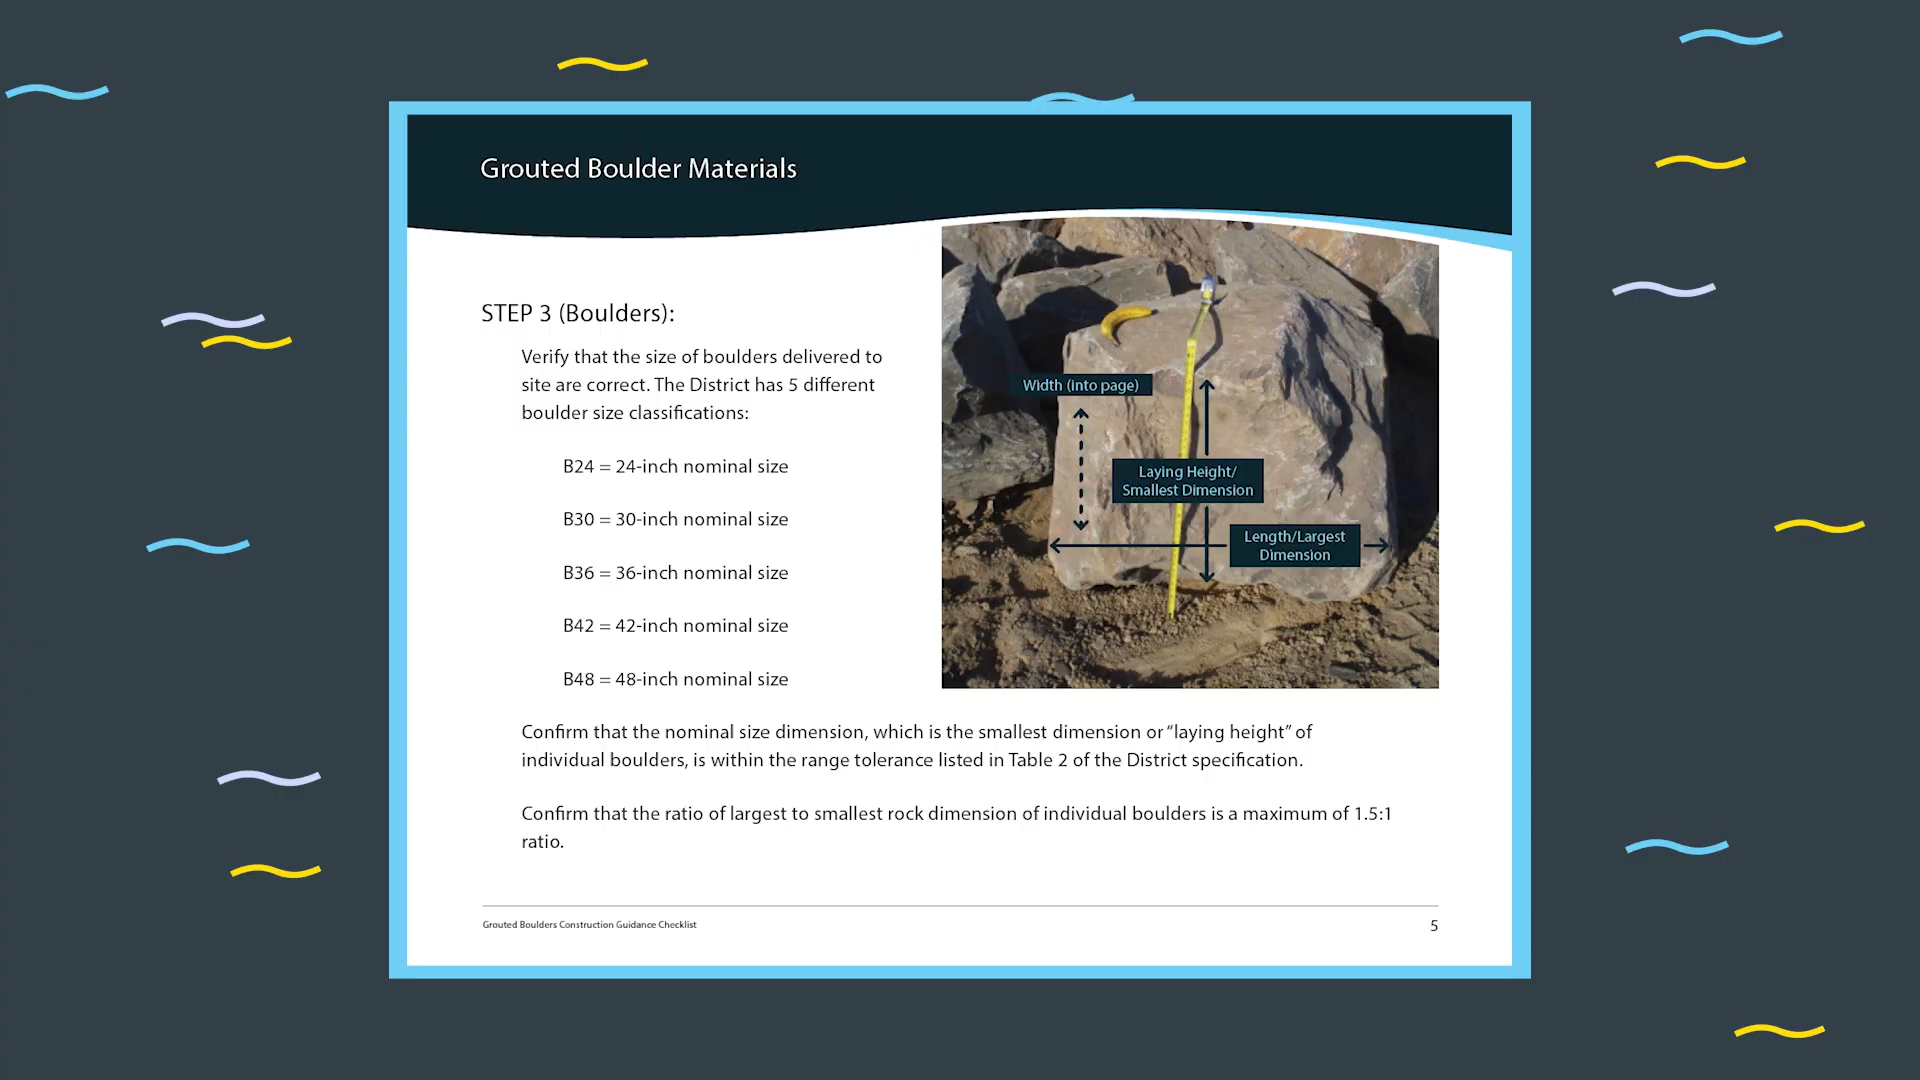 Grouted Boulder Materials
STEP 3 (Boulders):
Verify that the size of boulders delivered to
site are correct. The District has 5 different
boulder size classifications:
B24 = 24-inch nominal size
B30 = 30-inch nominal size
B36 = 36-inch nominal size
B42 = 42-inch nominal size
B48 = 48-inch nominal size
Width (into page)
Laying Height/
Smallest Dimension
Length/Largest
Dimension
Confirm that the nominal size dimension, which is the smallest dimension or “laying height” of
individual boulders, is within the range tolerance listed in Table 2 of the District specification.
Confirm that the ratio of largest to smallest rock dimension of individual boulders is a maximum of 1.5:1
ratio.
Grouted Boulders Construction Guidance Checklist
5